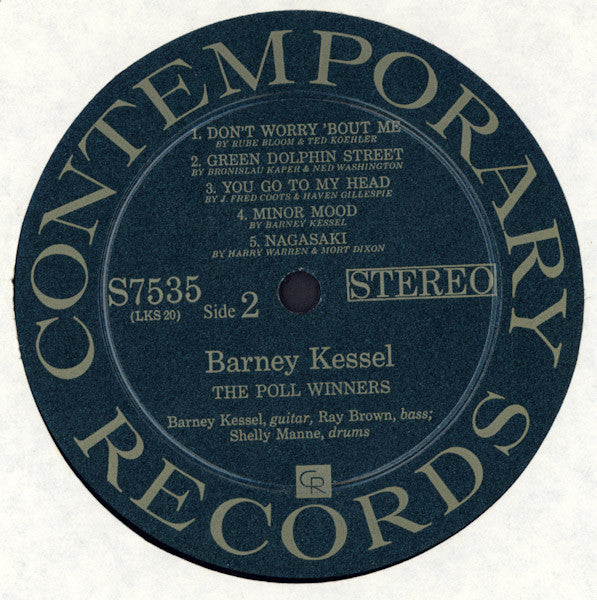 CONTEMPORARY
1. DON'T WORRY 'BOUT ME
BY RUBE BLOOM & TED KOEHLER
2. GREEN DOLPHIN STREET
BY BRONISLAU KAPER & NED WASHINGTON
3. YOU GO TO MY HEAD
BY J. FRED COOTS & HAVEN GILLESPIE
4. MINOR MOOD
BY BARNEY KESSEL
5. NAGASAKI
BY HARRY WARREN & MORT DIXON
S7535
(LKS 20)
Side 2
STEREO
Barney Kessel
THE POLL WINNERS
Barney Kessel, guitar, Ray Brown, bass;
Shelly Manne, drums
CR
RECORDS